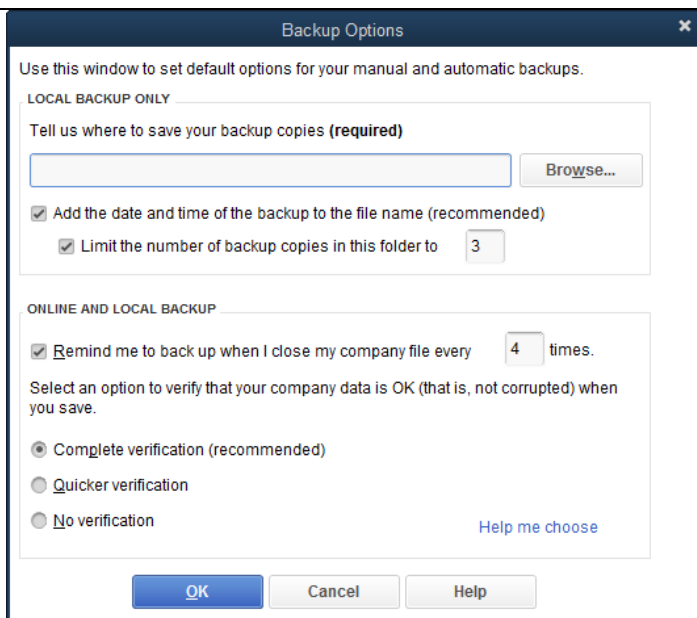 Backup Options
Use this window to set default options for your manual and automatic backups.
LOCAL BACKUP ONLY
Tell us where to save your backup copies (required)
Browse...
Add the date and time of the backup to the file name (recommended)
Limit the number of backup copies in this folder to 3
ONLINE AND LOCAL BACKUP
Remind me to back up when I close my company file every 4 times.
Select an option to verify that your company data is OK (that is, not corrupted) when
you save.
Complete verification (recommended)
Quicker verification
No verification
Help me choose
OK Cancel Help